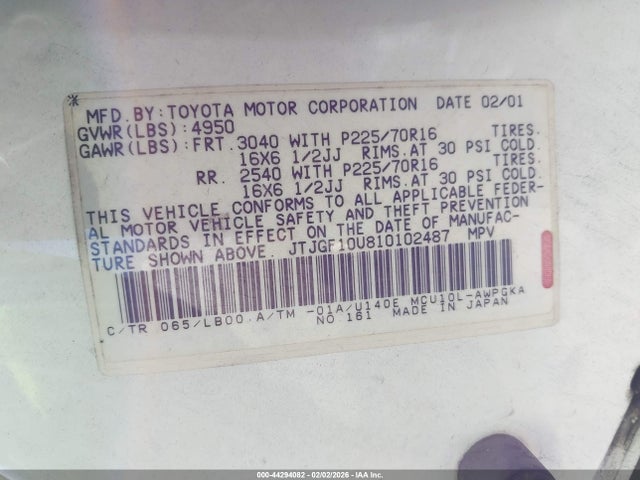 MFD.BY:TOYOTA MOTOR CORPORATION DATE 02/01
GVWR(LBS):4950
GAWR(LBS):FRT.3040 WITH P225/70R16 TIRES.
16X6 1/2JJ RIMS.AT 30 PSI COLD.
RR. 2540 WITH P225/70R16 TIRES.
16X6 1/2JJ RIMS.AT 30 PSI COLD.
THIS VEHICLE CONFORMS TO ALL APPLICABLE FEDER-
AL MOTOR VEHICLE SAFETY AND THEFT PREVENTION
STANDARDS IN EFFECT ON THE DATE OF MANUFAC-
TURE SHOWN ABOVE. JTJGF10U810102487 MPV
C/TR 065/LB00.A/TM -01A/U140E MCU10L-AWPGKA
NO 161 MADE IN JAPAN
000-44294082 - 02/02/2026 - IAA Inc.